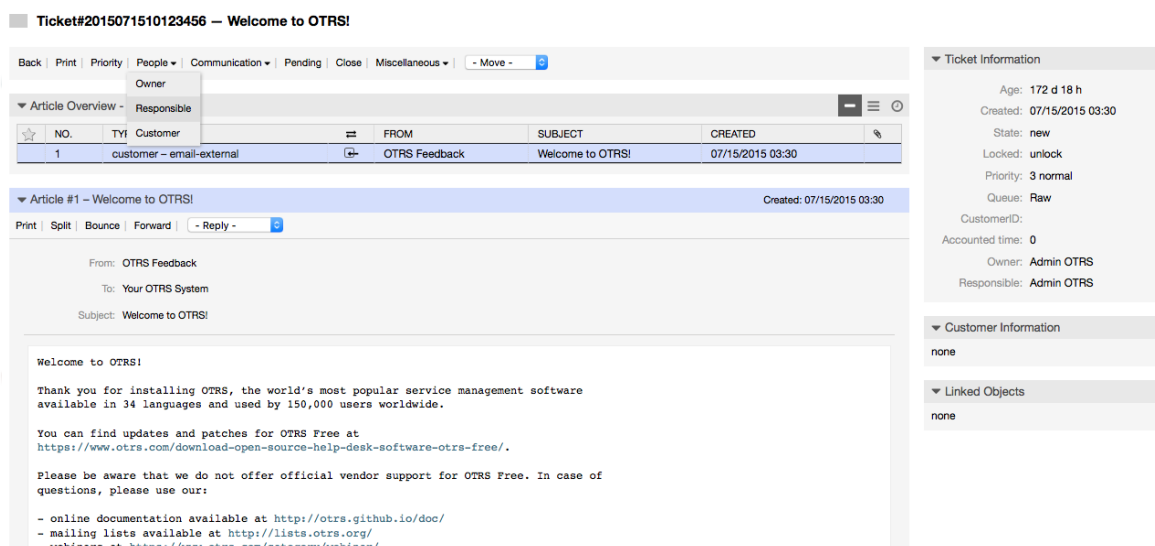 Ticket#2015071510123456 — Welcome to OTRS!
Back Print Priority People Communication Pending Close Miscellaneous - Move -
Owner
Responsible
Customer
Article Overview -
NO. TY FROM SUBJECT CREATED
1 customer – email-external OTRS Feedback Welcome to OTRS! 07/15/2015 03:30
Article #1 – Welcome to OTRS! Created: 07/15/2015 03:30
Print Split Bounce Forward - Reply -
From: OTRS Feedback
To: Your OTRS System
Subject: Welcome to OTRS!
Welcome to OTRS!
Thank you for installing OTRS, the world's most popular service management software
available in 34 languages and used by 150,000 users worldwide.
You can find updates and patches for OTRS Free at
https://www.otrs.com/download-open-source-help-desk-software-otrs-free/.
Please be aware that we do not offer official vendor support for OTRS Free. In case of
questions, please use our:
- online documentation available at http://otrs.github.io/doc/
- mailing lists available at http://lists.otrs.org/
Ticket Information
Age: 172 d 18 h
Created: 07/15/2015 03:30
State: new
Locked: unlock
Priority: 3 normal
Queue: Raw
CustomerID:
Accounted time: 0
Owner: Admin OTRS
Responsible: Admin OTRS
Customer Information
none
Linked Objects
none